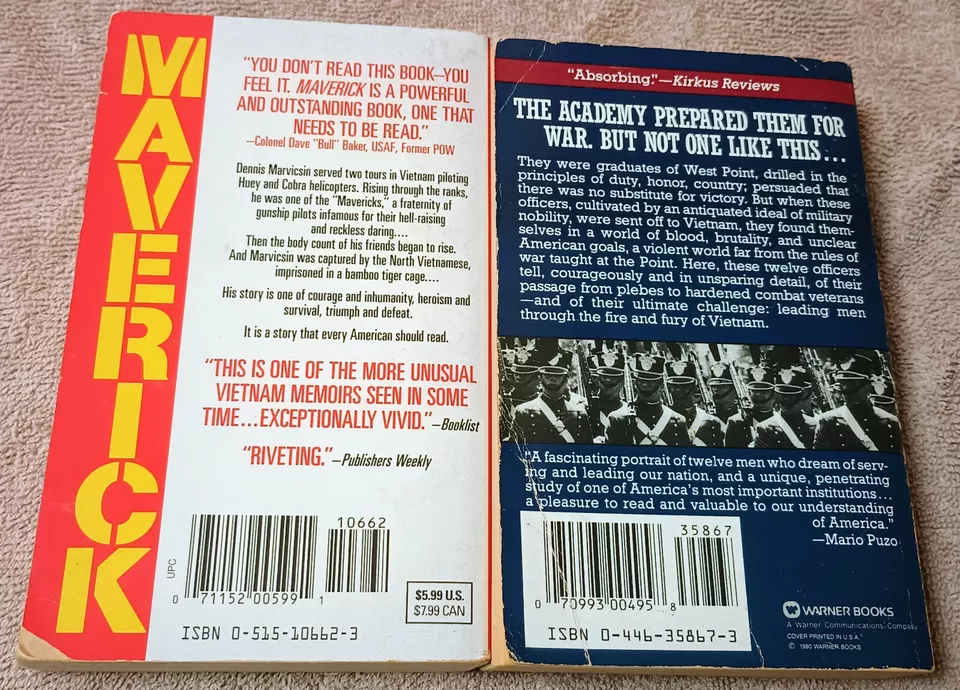 MAVERICK
"YOU DON'T READ THIS BOOK—YOU
FEEL IT. MAVERICK IS A POWERFUL
AND OUTSTANDING BOOK, ONE THAT
NEEDS TO BE READ."
—Colonel Dave "Bull" Baker, USAF, Former POW
Dennis Marvicsin served two tours in Vietnam piloting
Huey and Cobra helicopters. Rising through the ranks,
he was one of the "Mavericks," a fraternity of
gunship pilots infamous for their hell-raising
and reckless daring....
Then the body count of his friends began to rise.
And Marvicsin was captured by the North Vietnamese,
imprisoned in a bamboo tiger cage....
His story is one of courage and inhumanity, heroism and
survival, triumph and defeat.
It is a story that every American should read.
"THIS IS ONE OF THE MORE UNUSUAL
VIETNAM MEMOIRS SEEN IN SOME
TIME...EXCEPTIONALLY VIVID."—Booklist
"RIVETING."—Publishers Weekly
10662
UPC
0 71152 00599 1
$5.99 U.S.
$7.99 CAN
ISBN 0-515-10662-3
"Absorbing."—Kirkus Reviews
THE ACADEMY PREPARED THEM FOR
WAR. BUT NOT ONE LIKE THIS...
They were graduates of West Point, drilled in the
principles of duty, honor, country; persuaded that
there was no substitute for victory. But when these
officers, cultivated by an antiquated ideal of military
nobility, were sent off to Vietnam, they found them-
selves in a world of blood, brutality, and unclear
American goals, a violent world far from the rules of
war taught at the Point. Here, these twelve officers
tell, courageously and in unsparing detail, of their
passage from plebes to hardened combat veterans
—and of their ultimate challenge: leading men
through the fire and fury of Vietnam.
"A fascinating portrait of twelve men who dream of serv-
ing and leading our nation, and a unique, penetrating
study of one of America's most important institutions...
a pleasure to read and valuable to our understanding
of America."
—Mario Puzo
35867
0 70993 00495 8
ISBN 0-446-35867-3
WARNER BOOKS
A Warner Communications Company
COVER PRINTED IN U.S.A.
© 1990 WARNER BOOKS